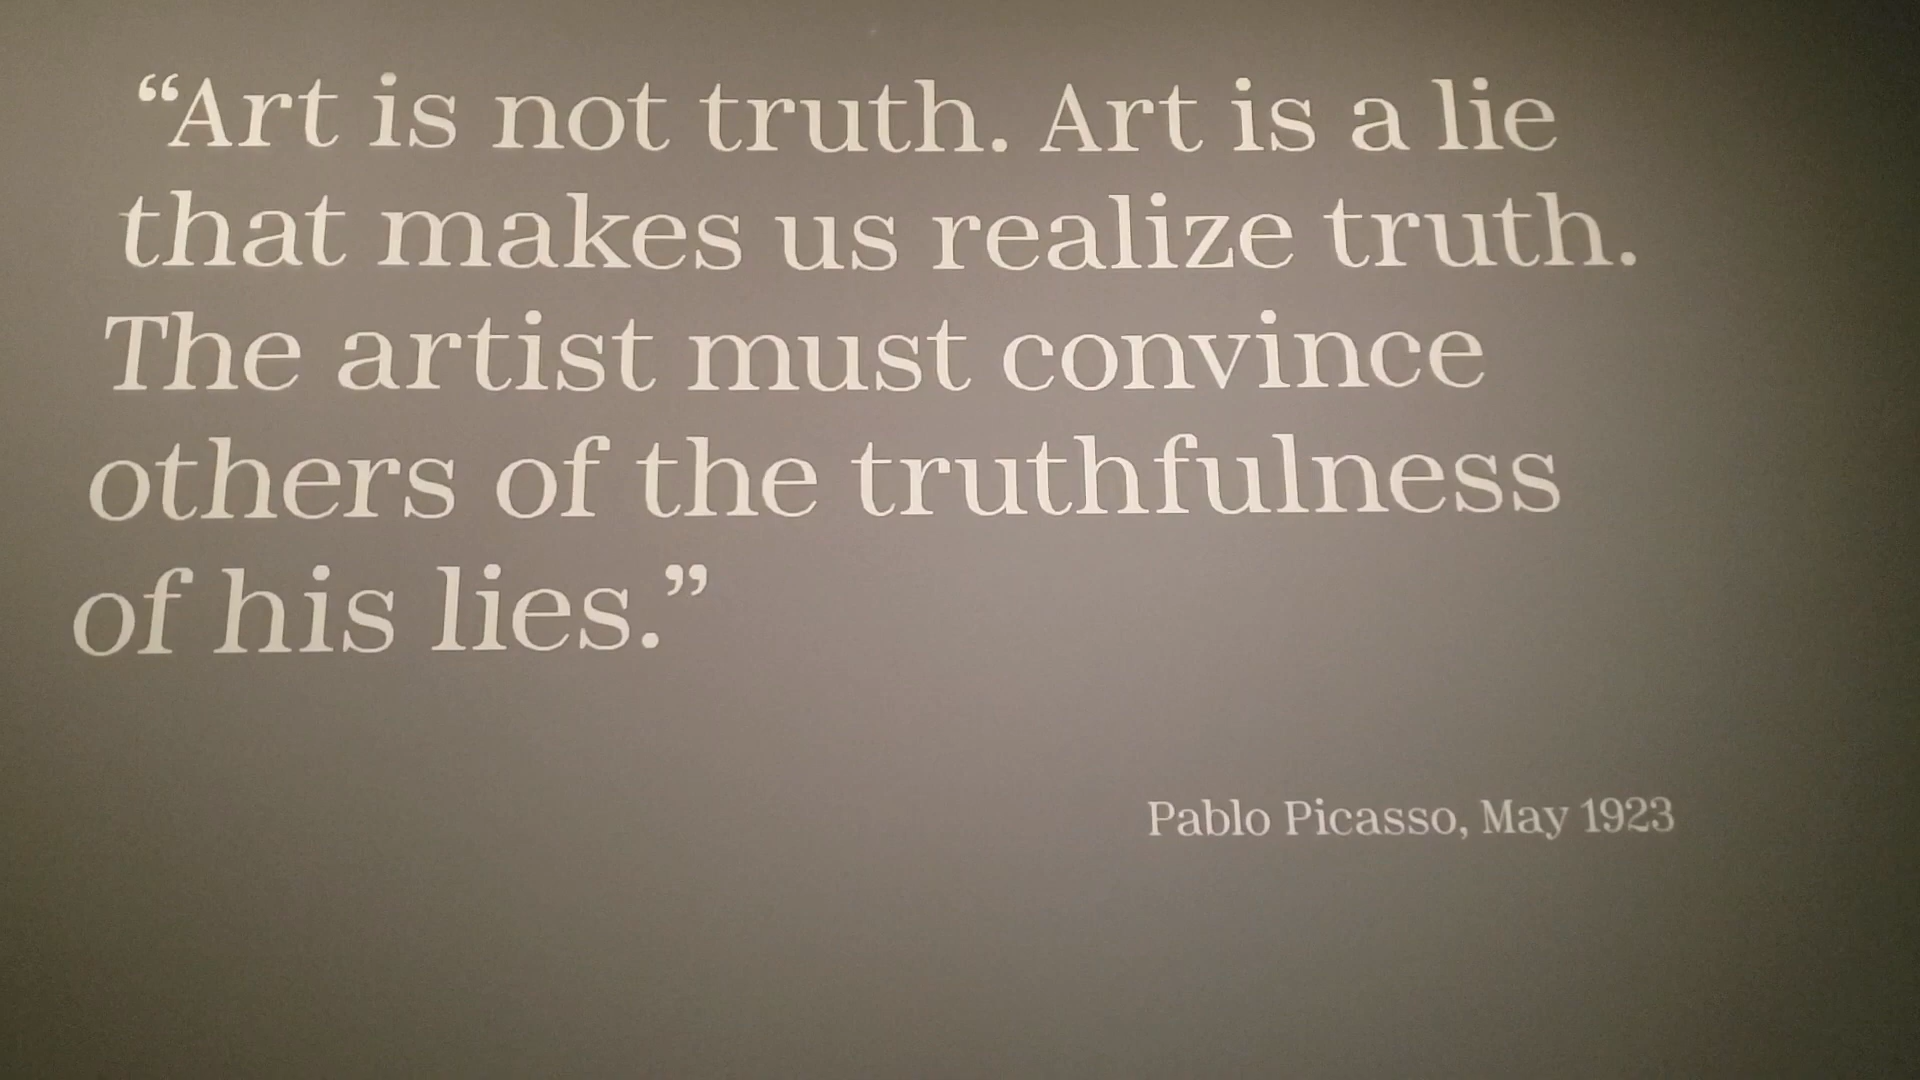 “Art is not truth. Art is a lie
that makes us realize truth.
The artist must convince
others of the truthfulness
of his lies.”
Pablo Picasso, May 1923